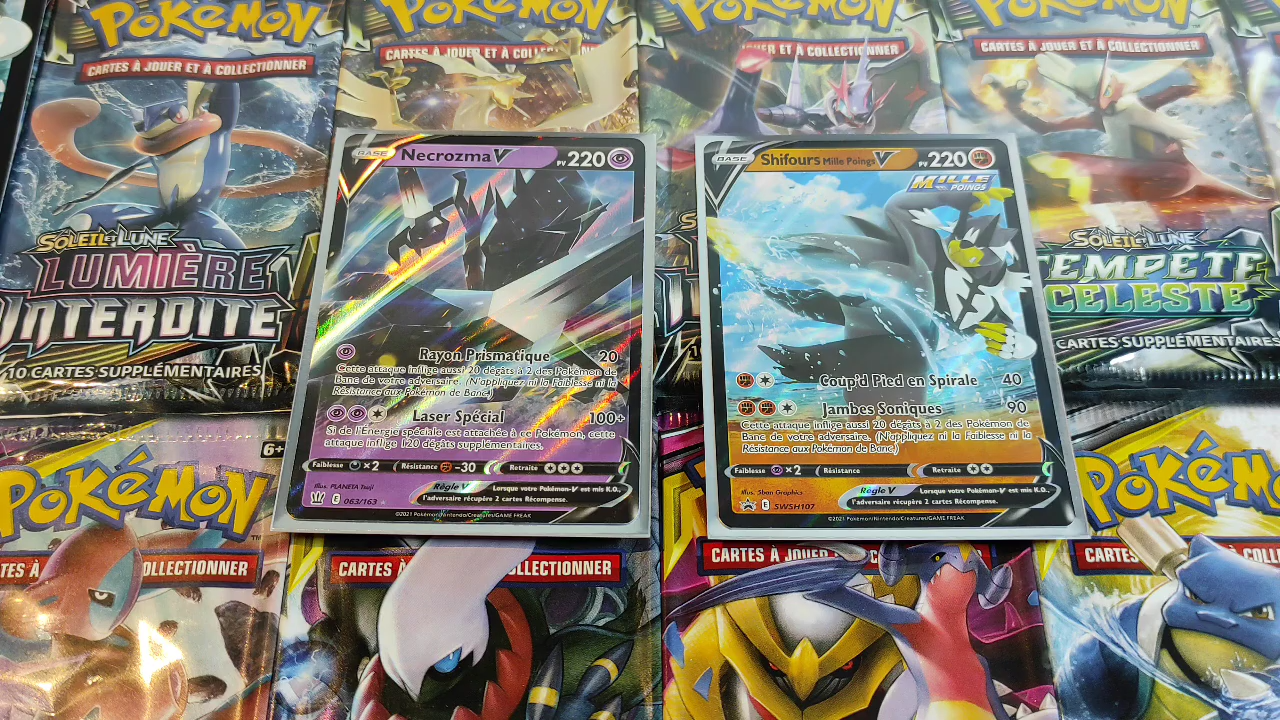 POKÉMON
POKÉMON
POKÉMON
POKÉMON
CARTES À JOUER ET À COLLECTIONNER
CARTES À JOUER ET À COLLECTIONNER
CARTES À JOUER ET À COLLECTIONNER
CARTES À JOUER ET À COLLECTIONNER
SOLEIL & LUNE
LUMIÈRE
INTERDITE
10 CARTES SUPPLÉMENTAIRES
BASE
Necrozma V
PV 220
Rayon Prismatique 20
Cette attaque inflige aussi 20 dégâts à 2 des Pokémon de
Banc de votre adversaire. (N'appliquez ni la Faiblesse ni la
Résistance aux Pokémon de Banc.)
Laser Spécial 100+
Si de l'Énergie spéciale est attachée à ce Pokémon, cette
attaque inflige 120 dégâts supplémentaires.
Faiblesse ×2 Résistance -30 Retraite
Illus. PLANETA Tsuji
Règle V
Lorsque votre Pokémon-V est mis K.O.,
l'adversaire récupère 2 cartes Récompense.
E 063/163
©2021 Pokémon/Nintendo/Creatures/GAME FREAK
BASE
Shifours Mille Poings V
PV 220
MILLE
POINGS
Coup'd Pied en Spirale 40
Jambes Soniques 90
Cette attaque inflige aussi 20 dégâts à 2 des Pokémon de
Banc de votre adversaire. (N'appliquez ni la Faiblesse ni la
Résistance aux Pokémon de Banc.)
Faiblesse ×2 Résistance Retraite
Illus. 5ban Graphics
Règle V
Lorsque votre Pokémon-V est mis K.O.,
l'adversaire récupère 2 cartes Récompense.
E SWSH107
©2021 Pokémon/Nintendo/Creatures/GAME FREAK
SOLEIL & LUNE
TEMPÊTE
CÉLESTE
CARTES SUPPLÉMENTAIRES
6+
POKÉMON
POKÉMON
TES À COLLECTIONNER
CARTES À JOU OLLECTIONNER
CARTES À JOUER COLLECTIONNER
CARTES